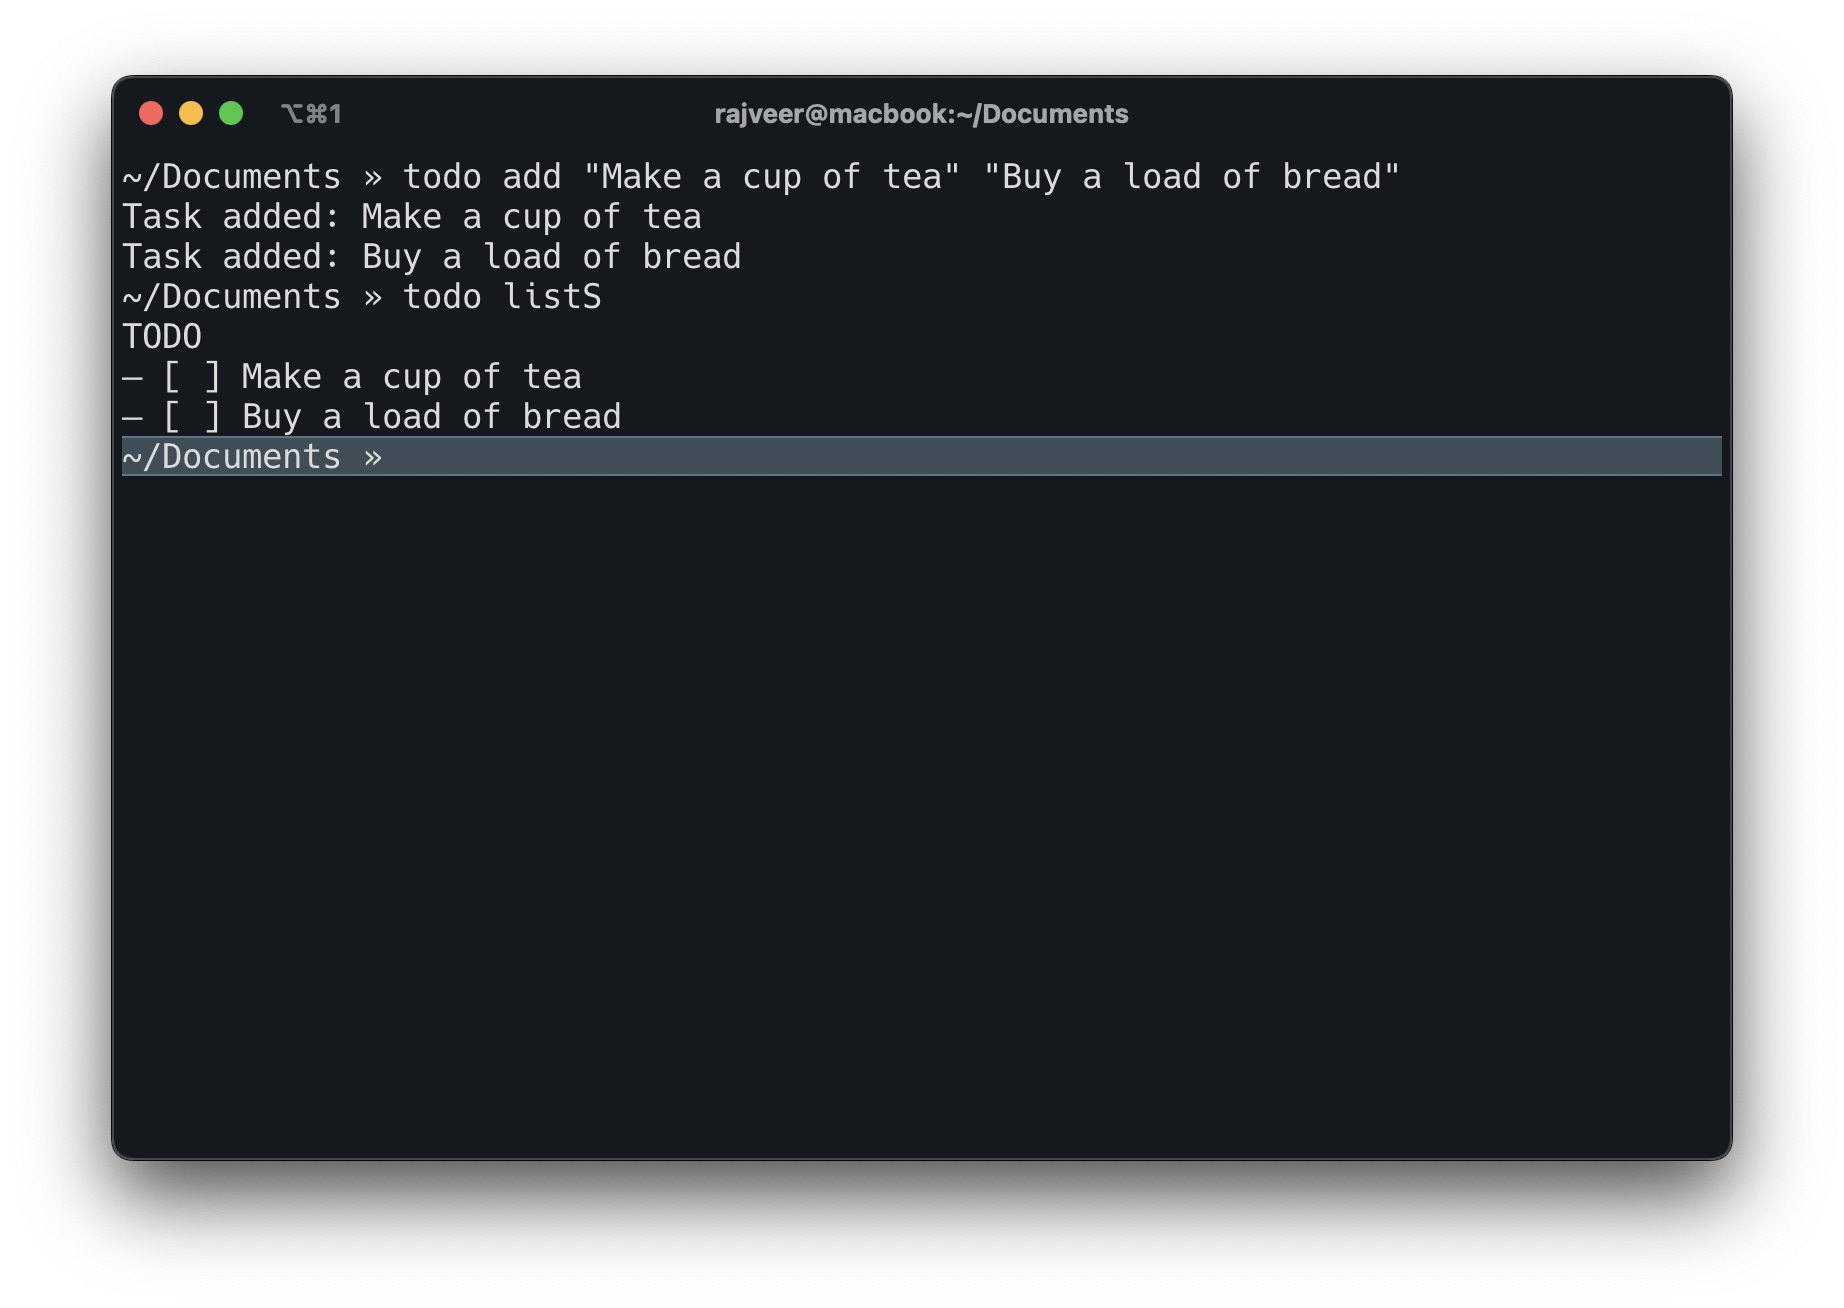 ⌥⌘1
rajveer@macbook:~/Documents
~/Documents » todo add "Make a cup of tea" "Buy a load of bread"
Task added: Make a cup of tea
Task added: Buy a load of bread
~/Documents » todo listS
TODO
— [ ] Make a cup of tea
— [ ] Buy a load of bread
~/Documents »